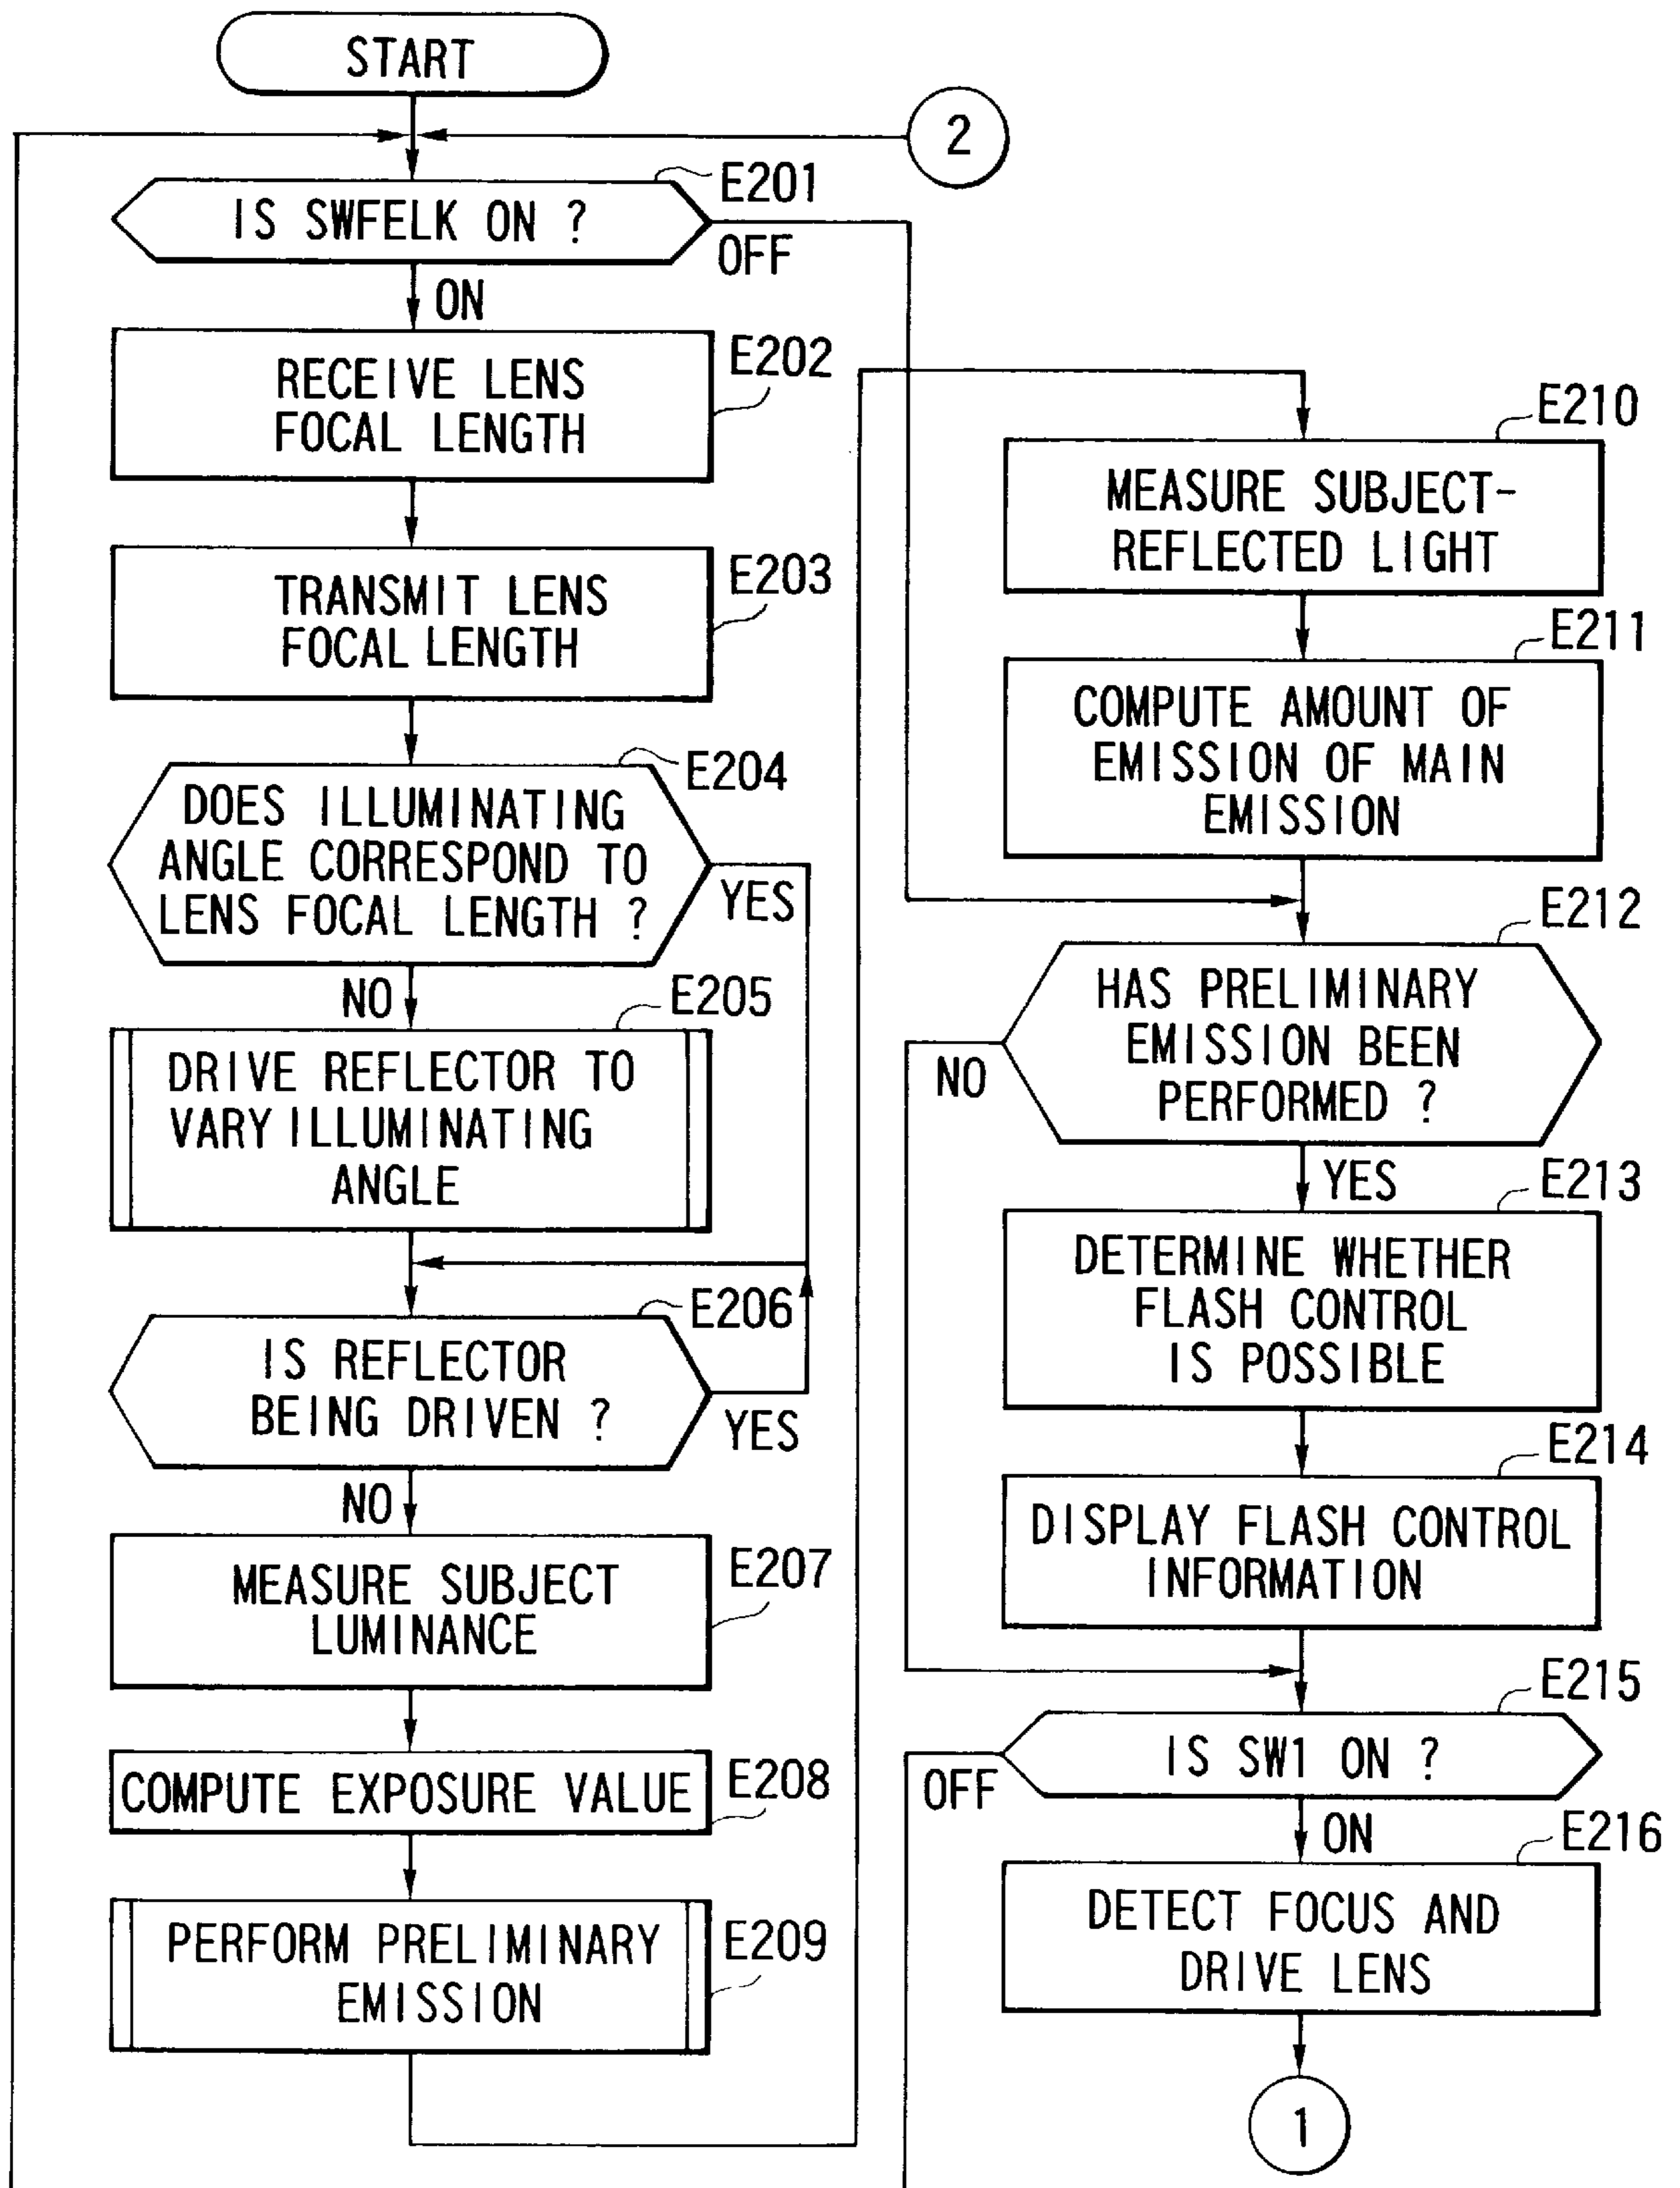 START
2
E201
IS SWFELK ON ?
OFF
ON
E202
RECEIVE LENS
FOCAL LENGTH
E203
TRANSMIT LENS
FOCAL LENGTH
E204
DOES ILLUMINATING
ANGLE CORRESPOND TO
LENS FOCAL LENGTH ?
YES
NO
E205
DRIVE REFLECTOR TO
VARY ILLUMINATING
ANGLE
E206
IS REFLECTOR
BEING DRIVEN ?
YES
NO
E207
MEASURE SUBJECT
LUMINANCE
E208
COMPUTE EXPOSURE VALUE
E209
PERFORM PRELIMINARY
EMISSION
E210
MEASURE SUBJECT-
REFLECTED LIGHT
E211
COMPUTE AMOUNT OF
EMISSION OF MAIN
EMISSION
E212
HAS PRELIMINARY
EMISSION BEEN
PERFORMED ?
NO
YES
E213
DETERMINE WHETHER
FLASH CONTROL
IS POSSIBLE
E214
DISPLAY FLASH CONTROL
INFORMATION
E215
IS SW1 ON ?
OFF
ON
E216
DETECT FOCUS AND
DRIVE LENS
1